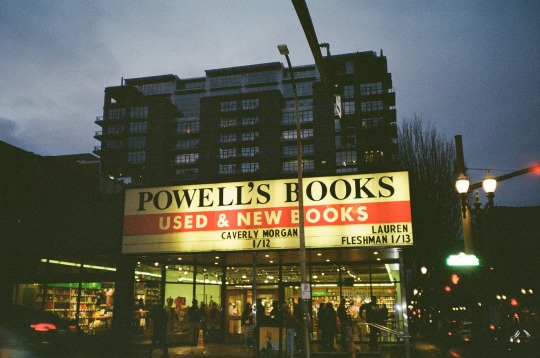 POWELL'S BOOKS
USED & NEW BOOKS
CAVERLY MORGAN
1/12
LAUREN
FLESHMAN 1/13